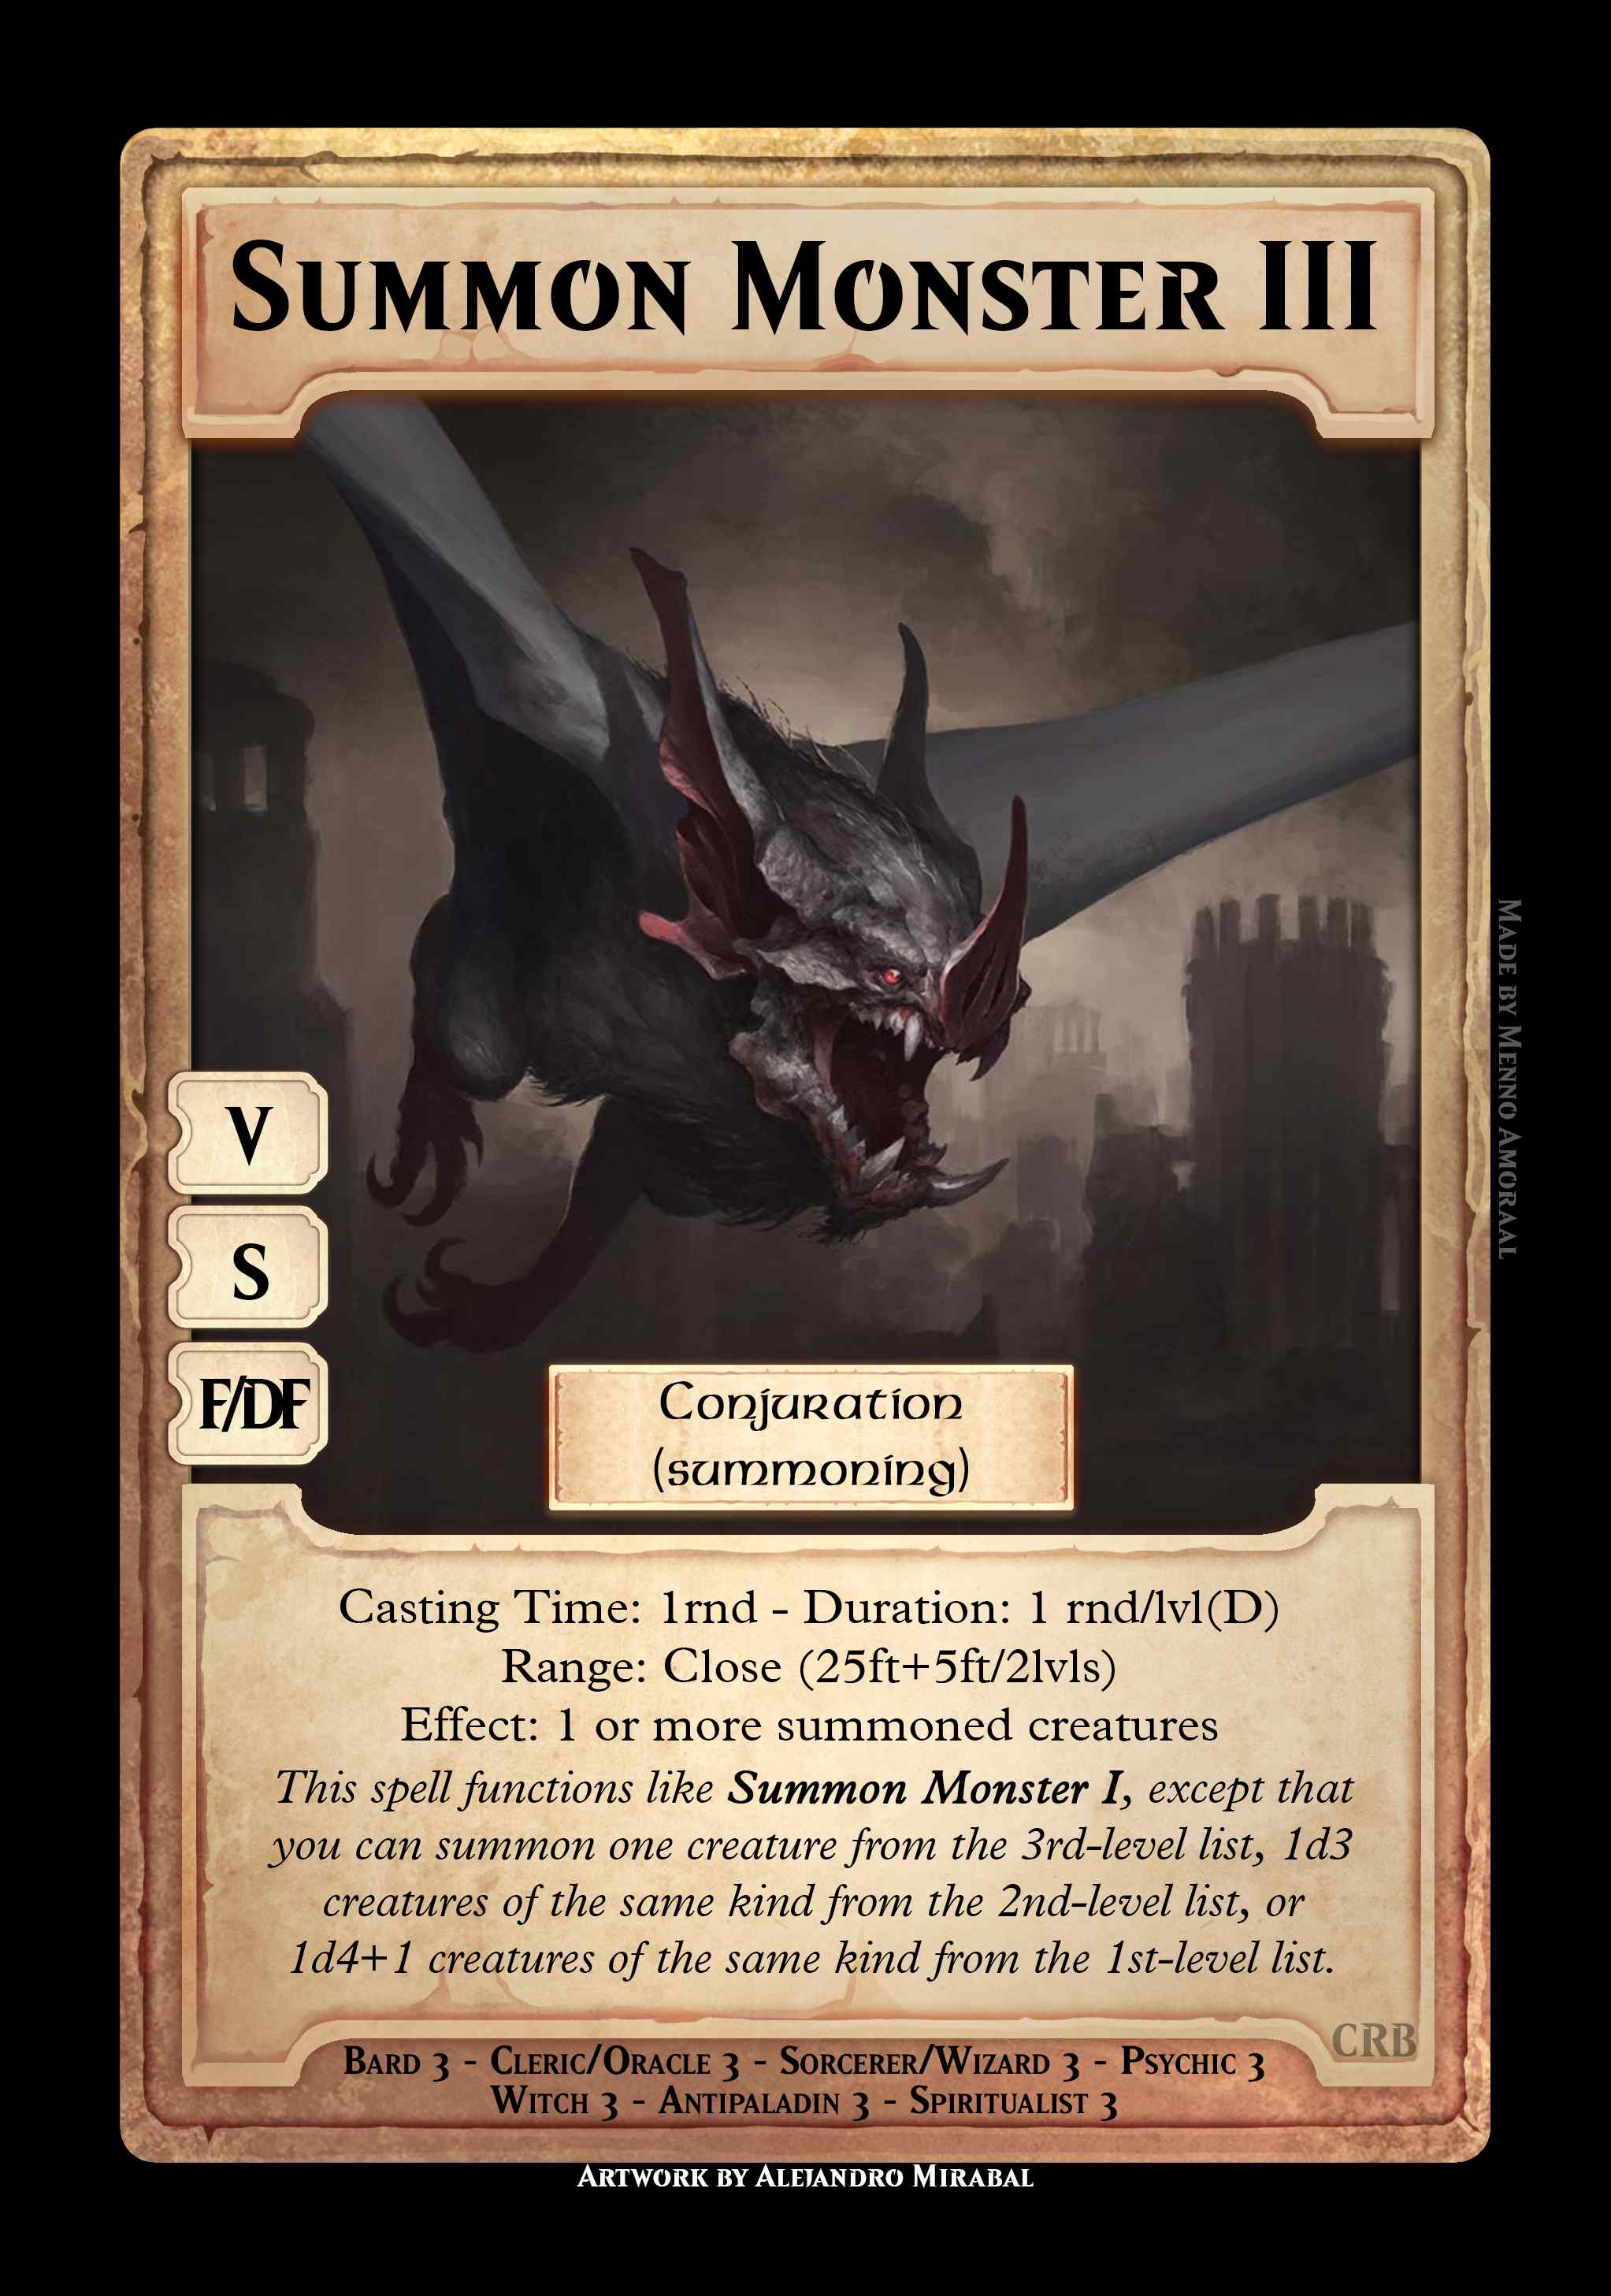 Summon Monster III
V
S
F/DF
Conjuration
(summoning)
Casting Time: 1rnd - Duration: 1 rnd/lvl(D)
Range: Close (25ft+5ft/2lvls)
Effect: 1 or more summoned creatures
This spell functions like Summon Monster I, except that
you can summon one creature from the 3rd-level list, 1d3
creatures of the same kind from the 2nd-level list, or
1d4+1 creatures of the same kind from the 1st-level list.
CRB
Bard 3 - Cleric/Oracle 3 - Sorcerer/Wizard 3 - Psychic 3
Witch 3 - Antipaladin 3 - Spiritualist 3
Artwork by Alejandro Mirabal
Made by Menno Amoraal